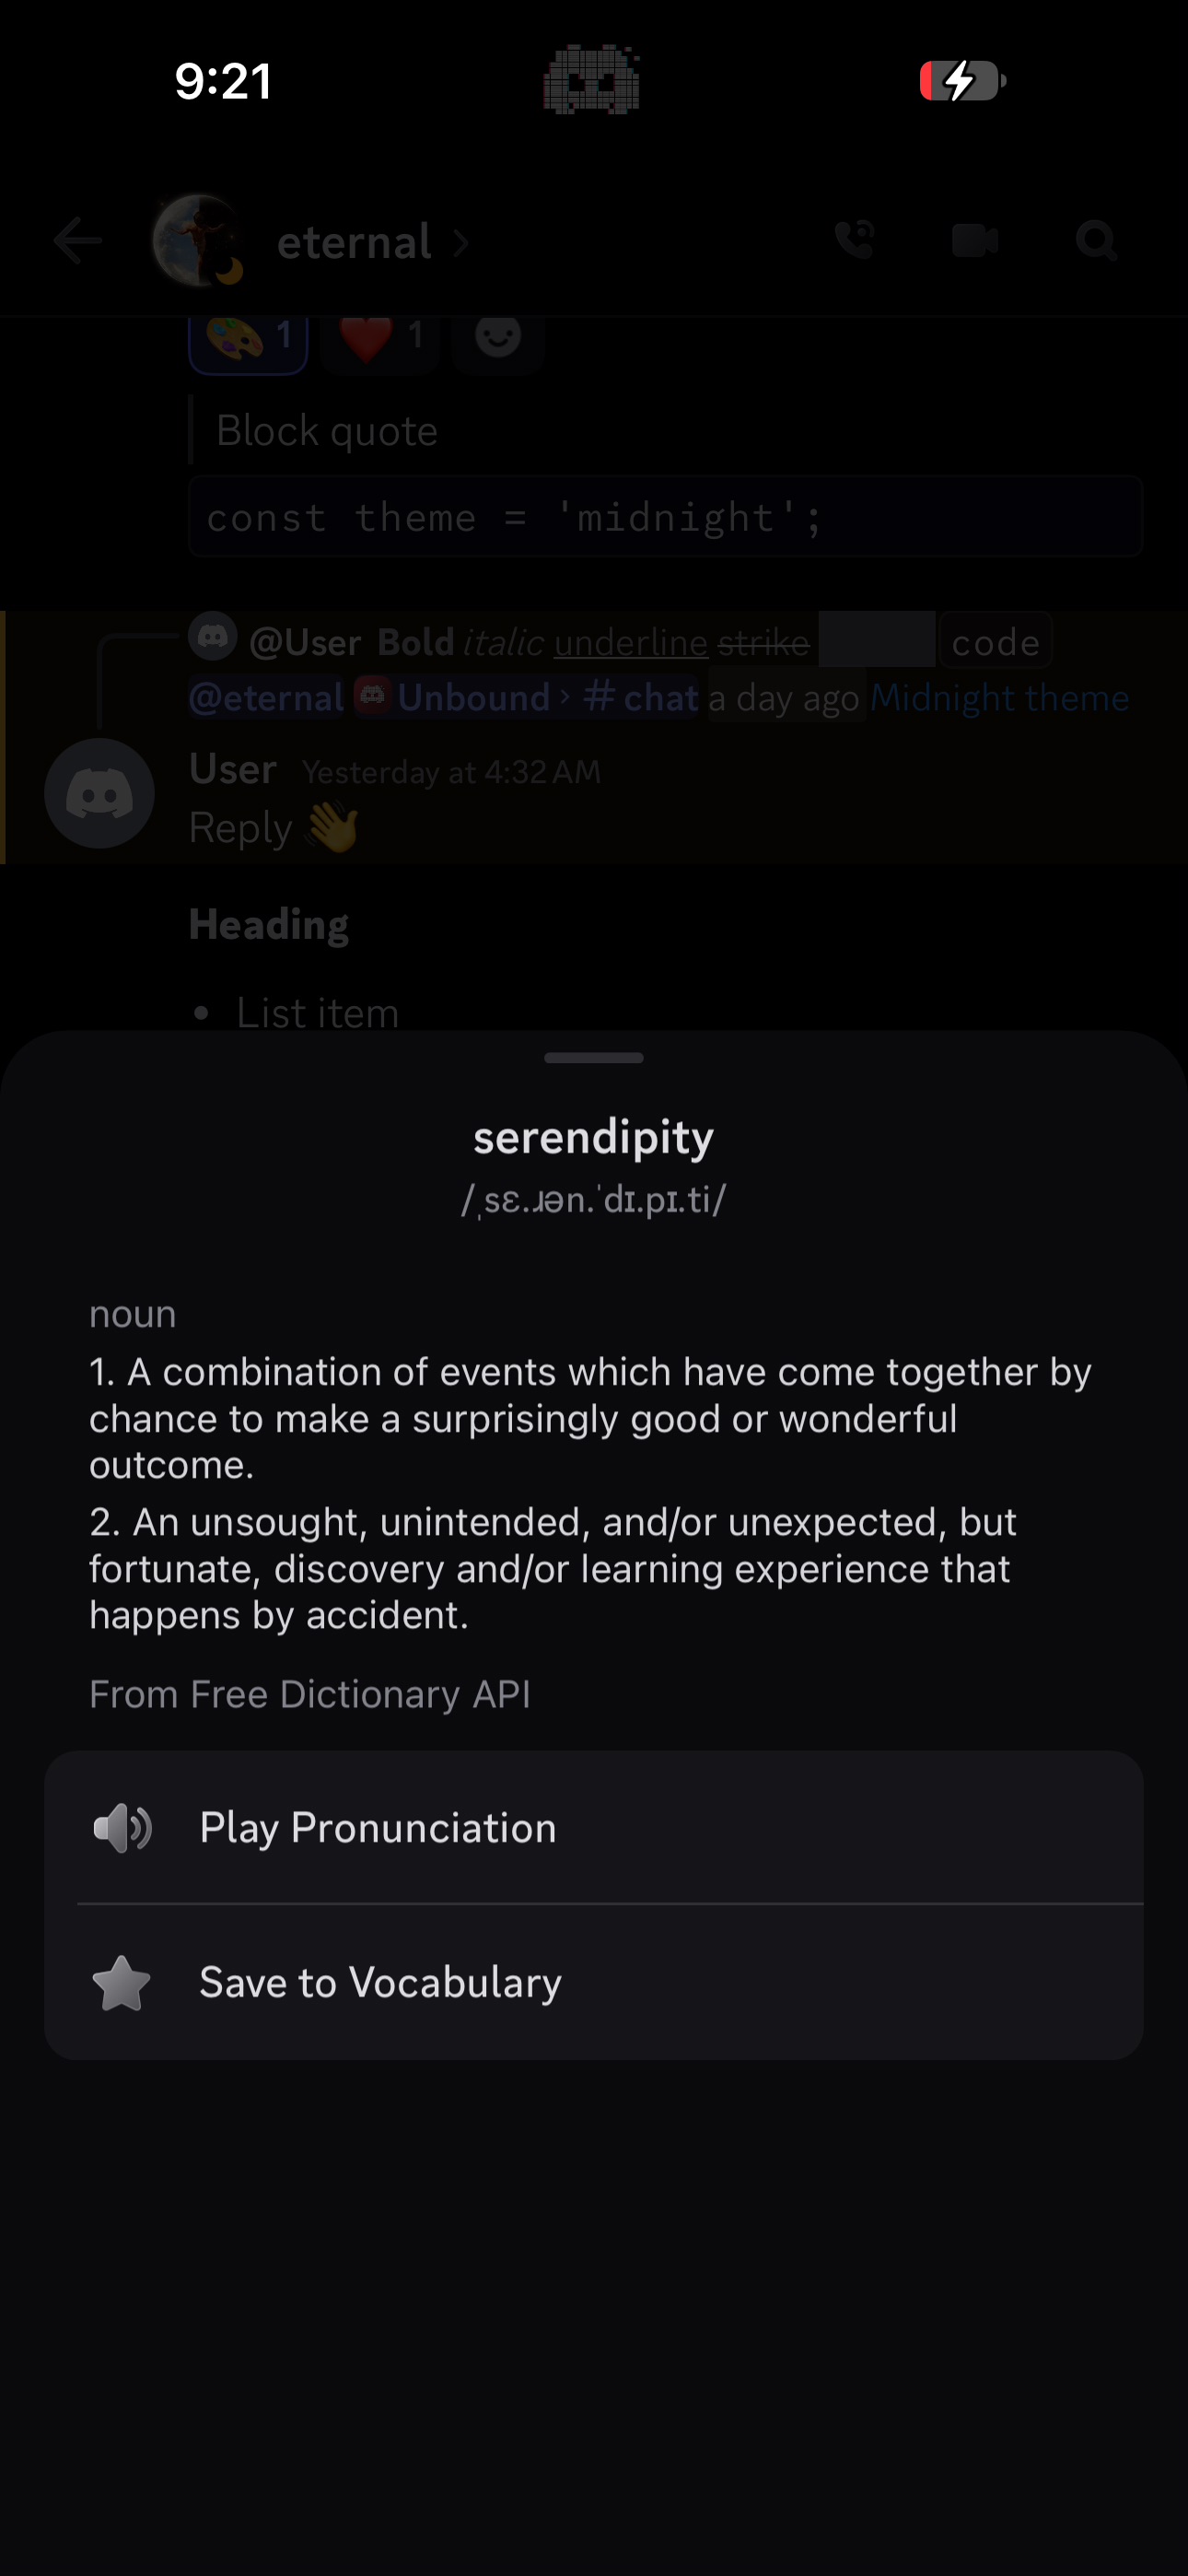 9:21
eternal
1 1
Block quote
const theme = 'midnight';
@User Bold italic underline strike code
@eternal Unbound › # chat a day ago Midnight theme
User Yesterday at 4:32 AM
Reply 👋
Heading
• List item
serendipity
/ˌsɛ.ɹən.ˈdɪ.pɪ.ti/
noun
1. A combination of events which have come together by
chance to make a surprisingly good or wonderful
outcome.
2. An unsought, unintended, and/or unexpected, but
fortunate, discovery and/or learning experience that
happens by accident.
From Free Dictionary API
Play Pronunciation
Save to Vocabulary